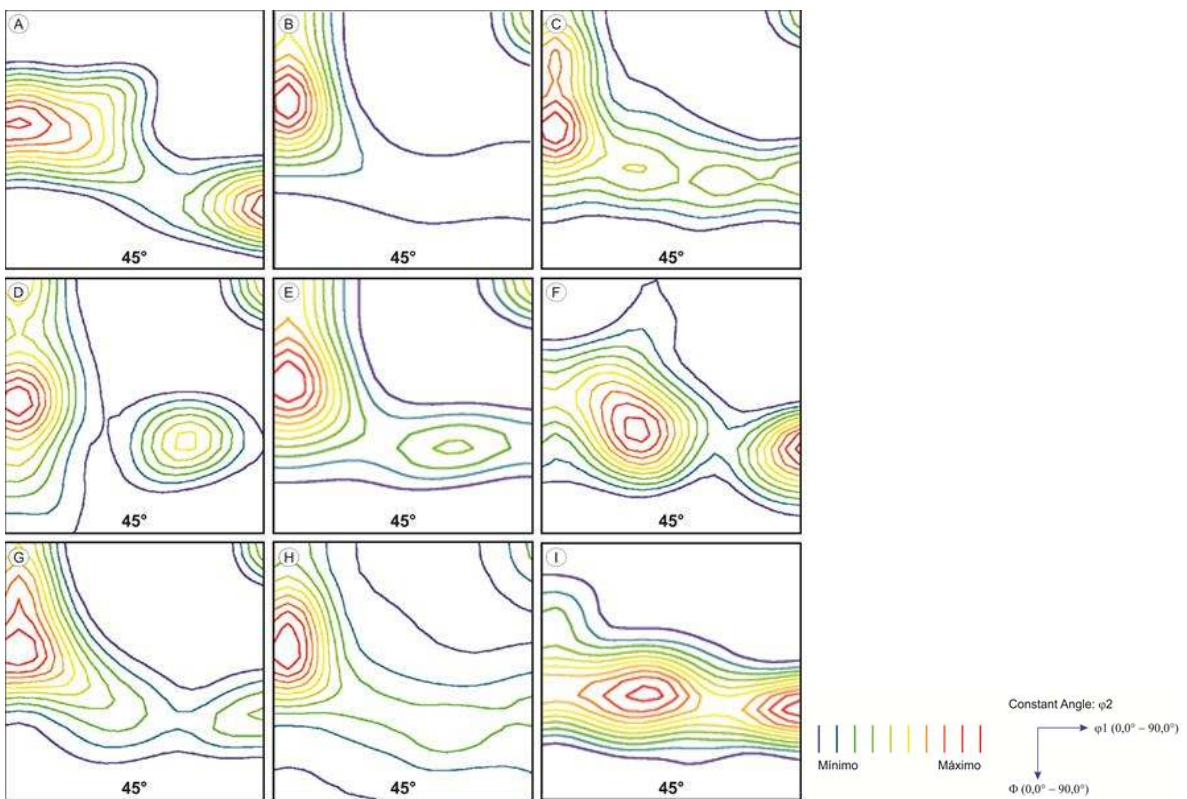 A
B
C
45°
45°
45°
D
E
F
45°
45°
45°
G
H
I
45°
45°
45°
Mínimo Máximo
Constant Angle: φ2
φ1 (0,0° – 90,0°)
Φ (0,0° – 90,0°)